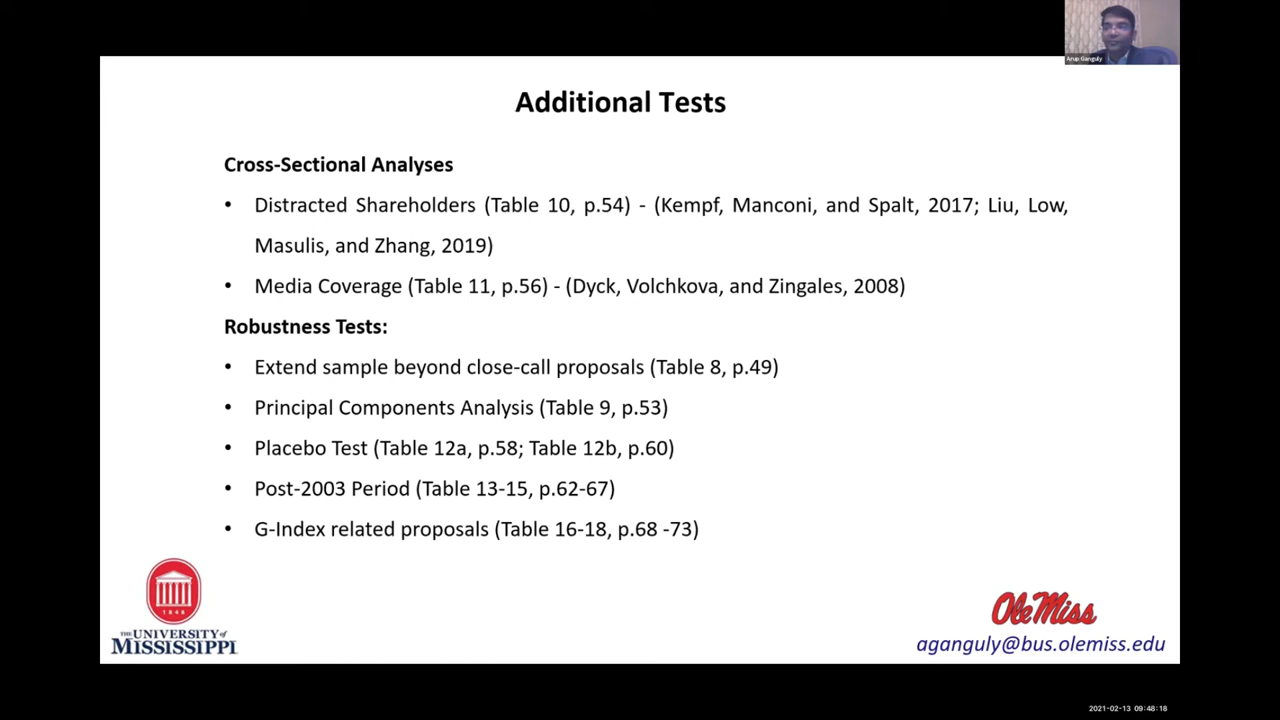 Arup Ganguly
Additional Tests
Cross-Sectional Analyses
• Distracted Shareholders (Table 10, p.54) - (Kempf, Manconi, and Spalt, 2017; Liu, Low,
Masulis, and Zhang, 2019)
• Media Coverage (Table 11, p.56) - (Dyck, Volchkova, and Zingales, 2008)
Robustness Tests:
• Extend sample beyond close-call proposals (Table 8, p.49)
• Principal Components Analysis (Table 9, p.53)
• Placebo Test (Table 12a, p.58; Table 12b, p.60)
• Post-2003 Period (Table 13-15, p.62-67)
• G-Index related proposals (Table 16-18, p.68 -73)
1848
THE UNIVERSITY of
MISSISSIPPI
Ole Miss
aganguly@bus.olemiss.edu
2021-02-13 09:48:18